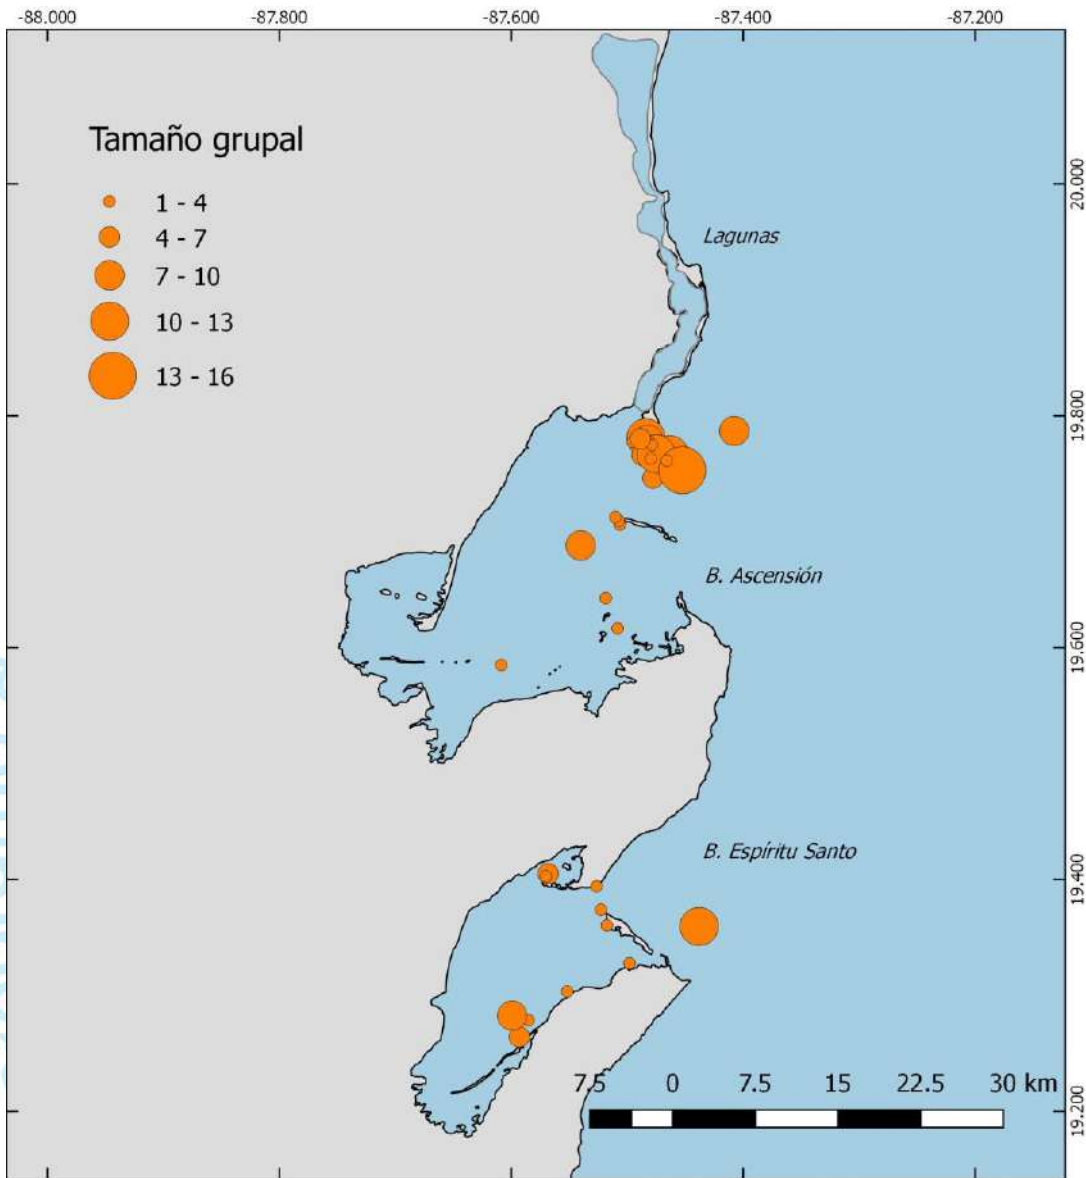 -88.000 -87.800 -87.600 -87.400 -87.200
Tamaño grupal
1 - 4
4 - 7
7 - 10
10 - 13
13 - 16
20.000
Lagunas
19.800
B. Ascensión
19.600
B. Espíritu Santo
19.400
7.5 0 7.5 15 22.5 30 km
19.200